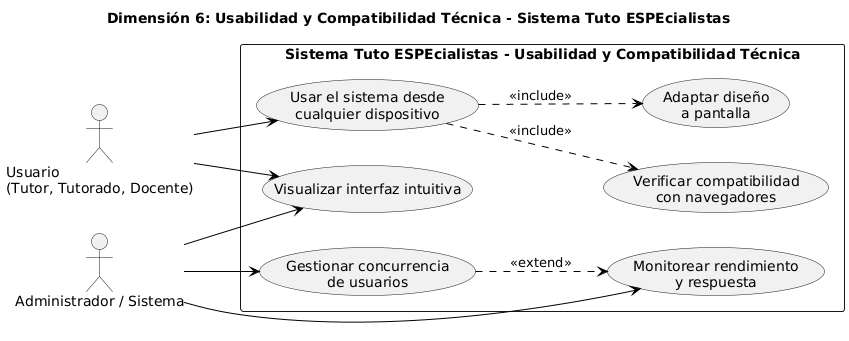 Dimensión 6: Usabilidad y Compatibilidad Técnica - Sistema Tuto ESPEcialistas
Sistema Tuto ESPEcialistas - Usabilidad y Compatibilidad Técnica
Usar el sistema desde
cualquier dispositivo
«include»
Adaptar diseño
a pantalla
«include»
Usuario
(Tutor, Tutorado, Docente)
Visualizar interfaz intuitiva
Verificar compatibilidad
con navegadores
Administrador / Sistema
Gestionar concurrencia
de usuarios
«extend»
Monitorear rendimiento
y respuesta